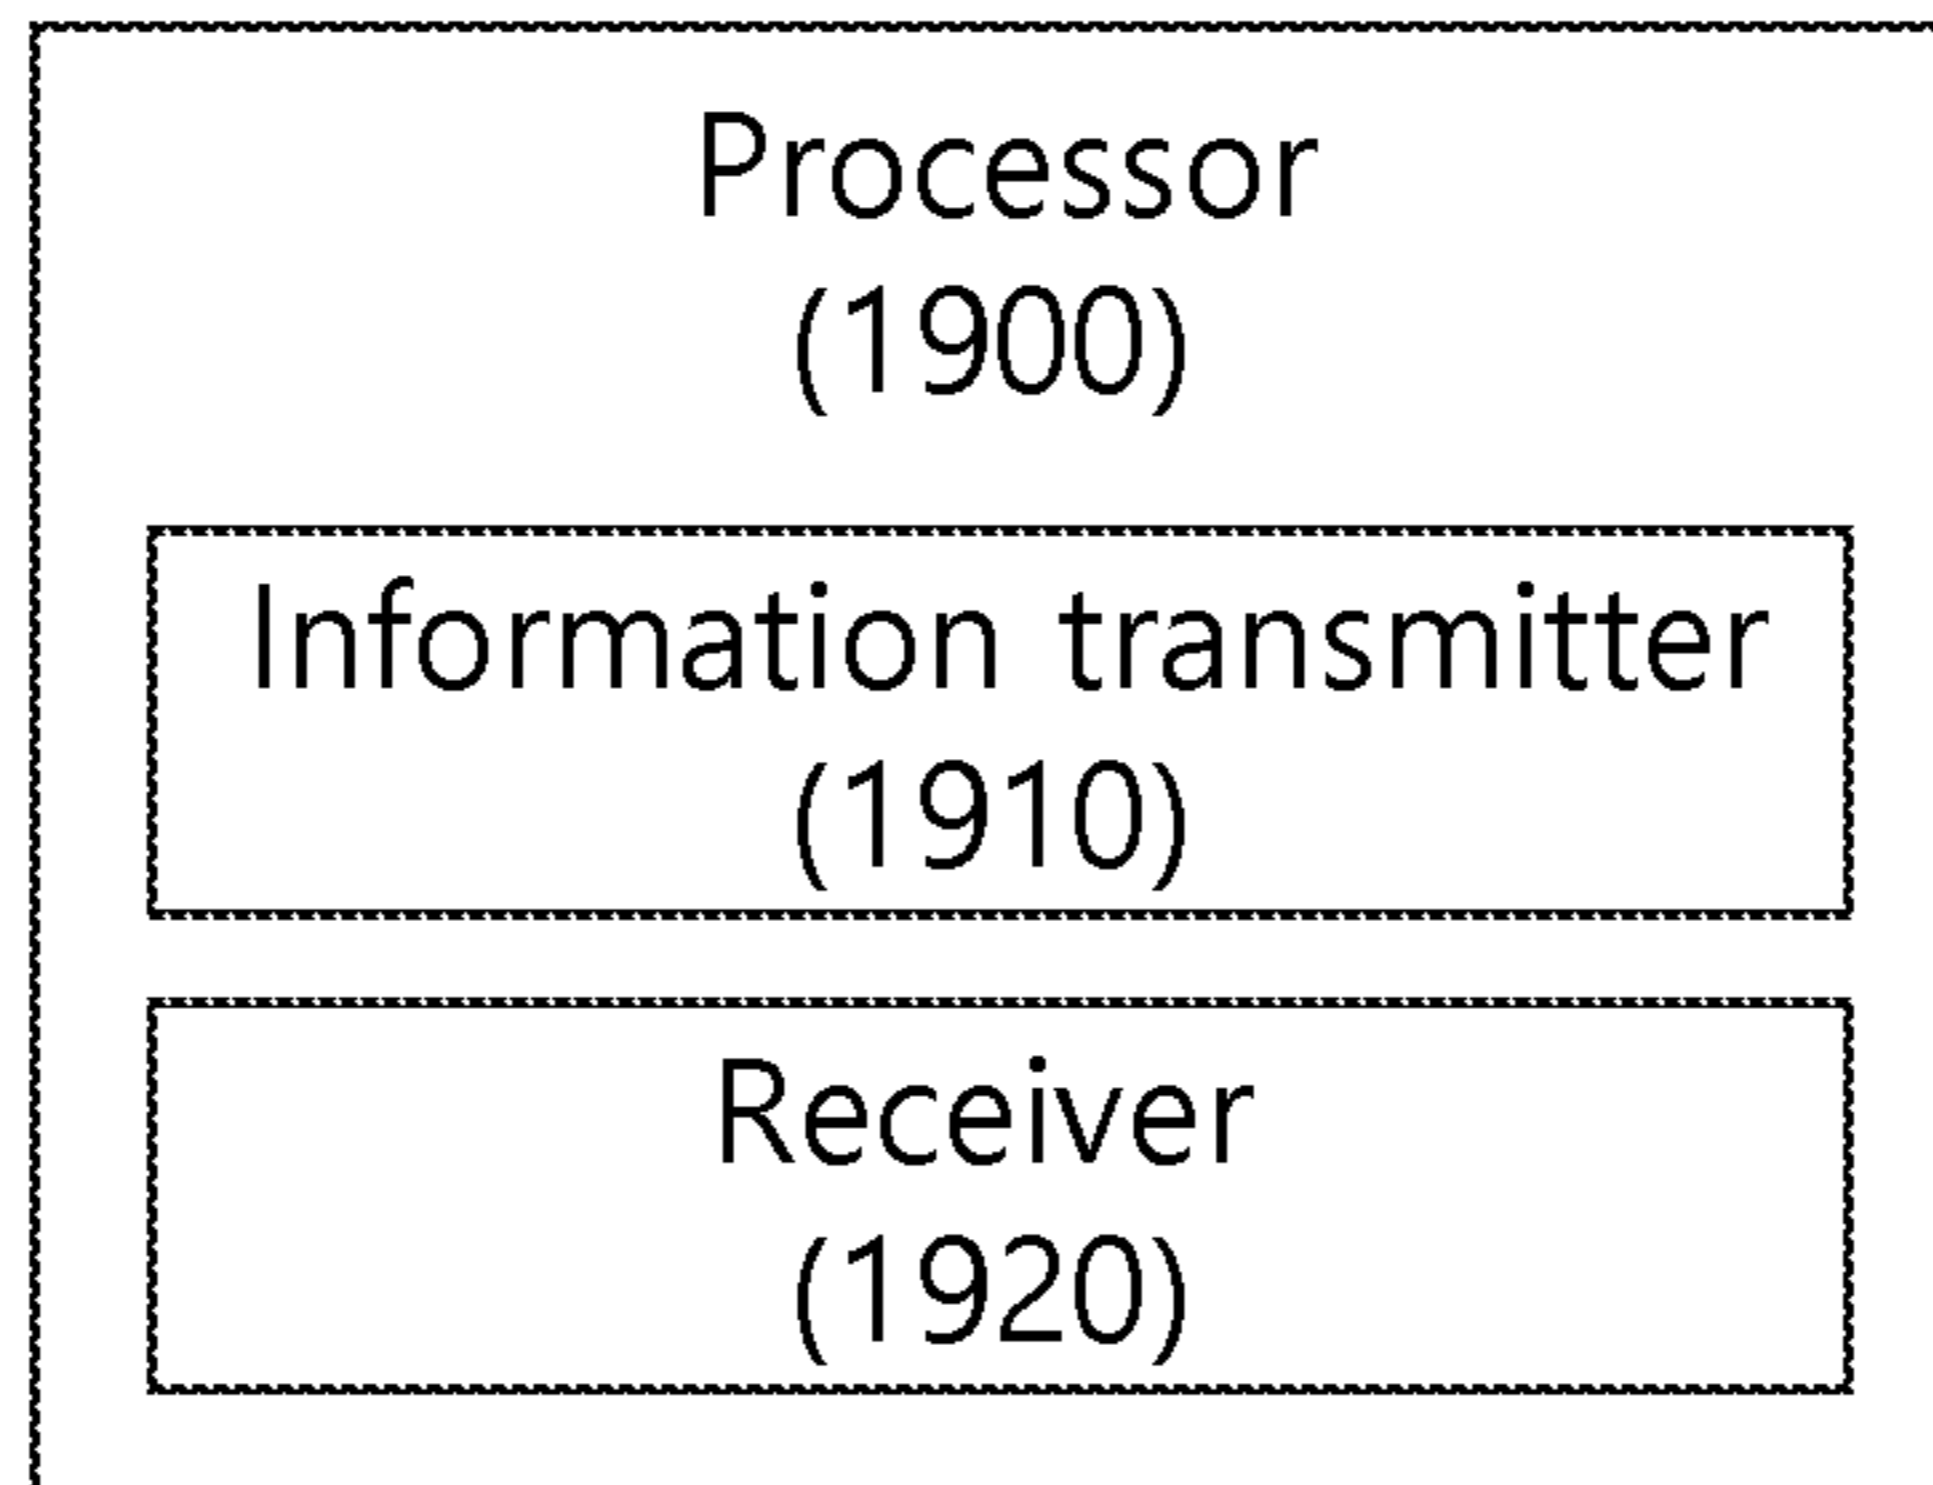 Processor
(1900)
Information transmitter
(1910)
Receiver
(1920)